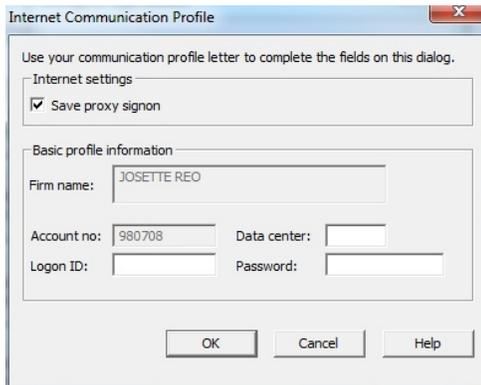 Internet Communication Profile
Use your communication profile letter to complete the fields on this dialog.
Internet settings
Save proxy signon
Basic profile information
Firm name: JOSETTE REO
Account no: 980708 Data center:
Logon ID: Password:
OK Cancel Help